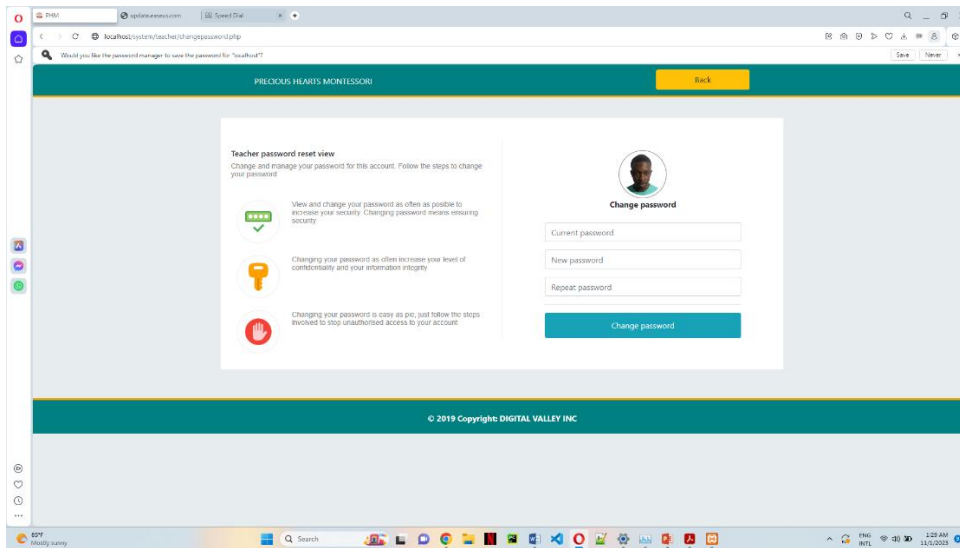 PHM
update.easeus.com
Speed Dial
localhost/system/teacher/changepassword.php
Would you like the password manager to save the password for "localhost"?
Save
Never
PRECIOUS HEARTS MONTESSORI
Back
Teacher password reset view
Change and manage your password for this account. Follow the steps to change
your password
View and change your password as often as posible to
increase your security. Changing password means ensuring
security
Changing your password as often increase your level of
confidentiality and your information integrity
Changing your password is ease as pie, just follow the steps
involved to stop unauthorised access to your account
Change password
Current password
New password
Repeat password
Change password
© 2019 Copyright: DIGITAL VALLEY INC
Mostly sunny
Search
ENG
INTL
1:29 AM
11/1/2023